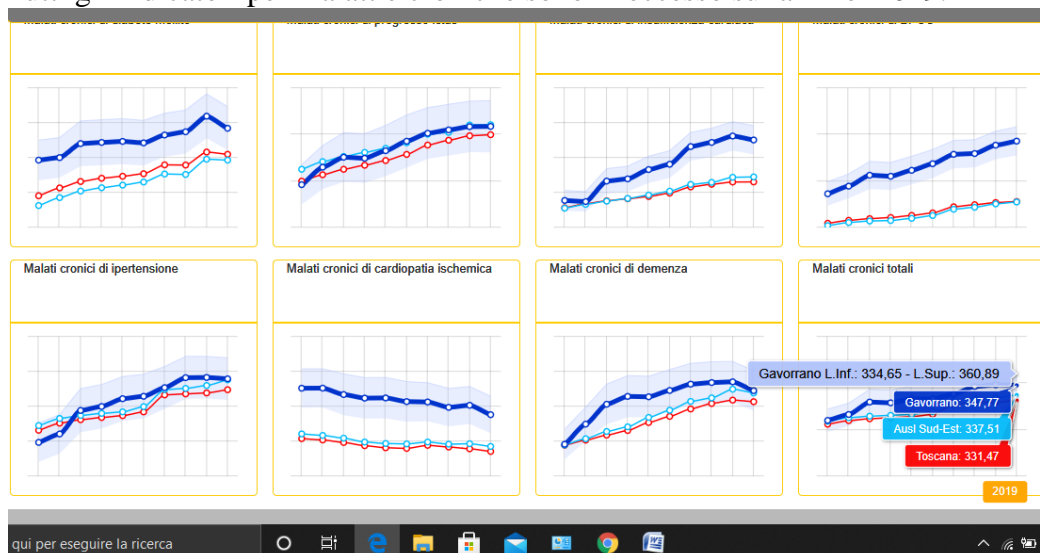 Malati cronici di ipertensione
Malati cronici di cardiopatia ischemica
Malati cronici di demenza
Malati cronici totali
Gavorrano L.Inf.: 334,65 - L.Sup.: 360,89
Gavorrano: 347,77
Ausl Sud-Est: 337,51
Toscana: 331,47
2019
qui per eseguire la ricerca